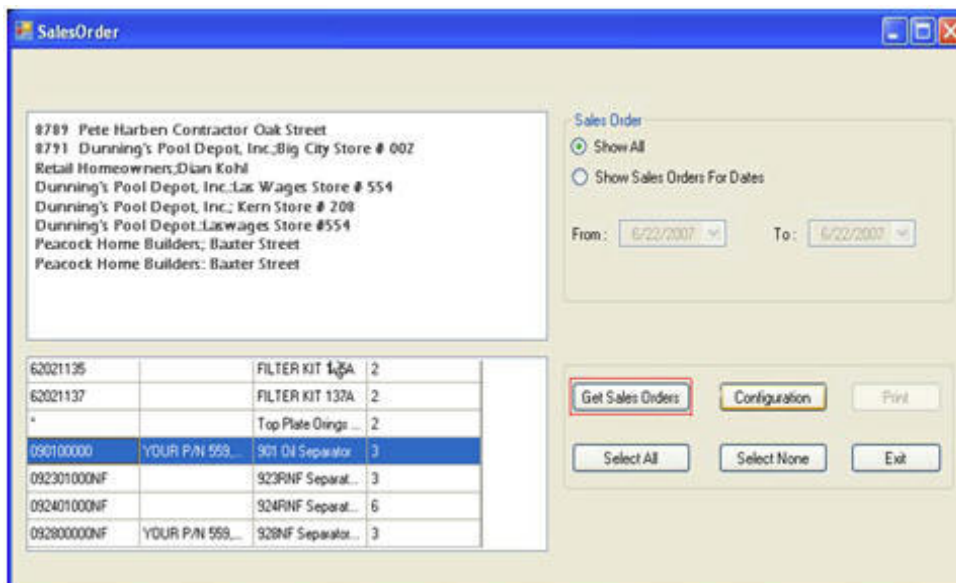 SalesOrder
8789 Pete Harben Contractor Oak Street
8791 Dunning's Pool Depot, Inc.;Big City Store # 002
Retail Homeowners;Dian Kohl
Dunning's Pool Depot, Inc.:Las Wages Store # 554
Dunning's Pool Depot, Inc.; Kern Store # 208
Dunning's Pool Depot.:Laswages Store #554
Peacock Home Builders; Baxter Street
Peacock Home Builders: Baxter Street
Sales Order
Show All
Show Sales Orders For Dates
From : 6/22/2007 To : 6/22/2007
62021135 FILTER KIT 2
62021137 FILTER KIT 137A 2
* Top Plate Orings ... 2
090100000 YOUR P/N 559,... 901 Oil Separator 3
092301000NF 923RNF Separat... 3
092401000NF 924RNF Separat... 6
092800000NF YOUR P/N 559,... 928NF Separator... 3
Get Sales Orders Configuration Print
Select All Select None Exit